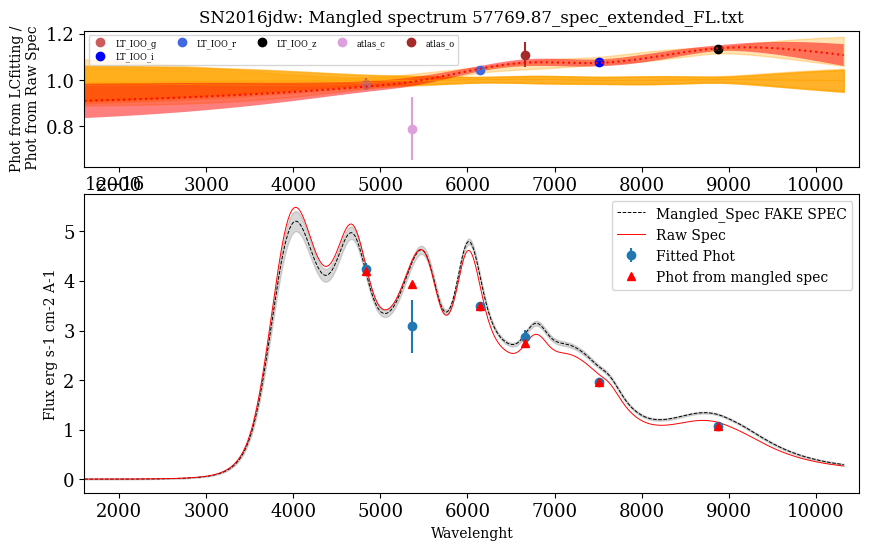 SN2016jdw: Mangled spectrum 57769.87_spec_extended_FL.txt
Phot from LCfitting /
Phot from Raw Spec
1.2
1.0
0.8
LT_IOO_g
LT_IOO_i
LT_IOO_r
LT_IOO_z
atlas_c
atlas_o
2000 3000 4000 5000 6000 7000 8000 9000 10000
1e−16
Flux erg s-1 cm-2 A-1
5
4
3
2
1
0
Mangled_Spec FAKE SPEC
Raw Spec
Fitted Phot
Phot from mangled spec
2000 3000 4000 5000 6000 7000 8000 9000 10000
Wavelenght